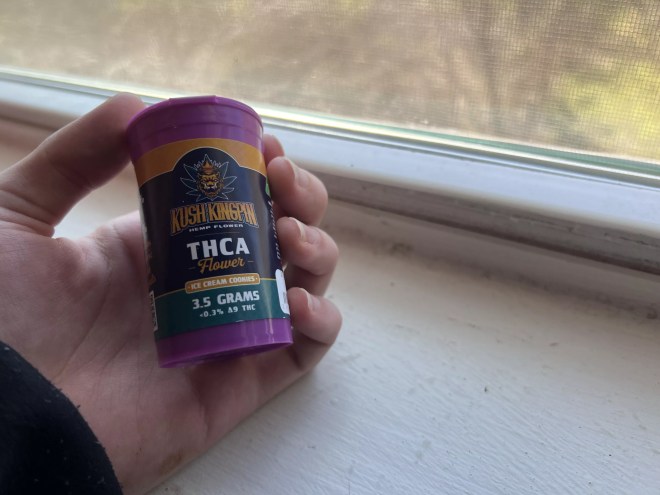 KUSH KINGPIN
HEMP FLOWER
THCA
Flower
ICE CREAM COOKIES
3.5 GRAMS
<0.3% Δ9 THC